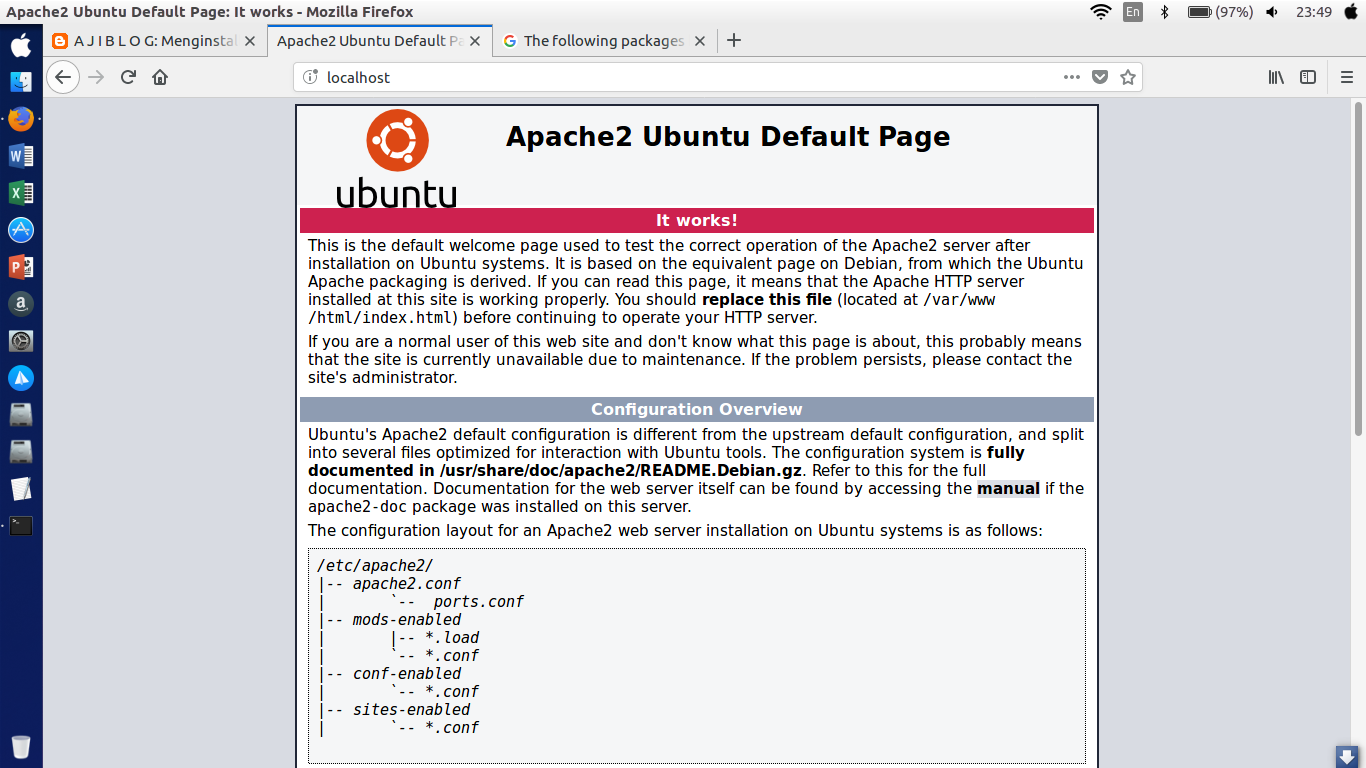 Apache2 Ubuntu Default Page: It works - Mozilla Firefox
En
(97%)
23:49
A J I B L O G: Menginstal
Apache2 Ubuntu Default Pa
The following packages
localhost
ubuntu
Apache2 Ubuntu Default Page
It works!
This is the default welcome page used to test the correct operation of the Apache2 server after
installation on Ubuntu systems. It is based on the equivalent page on Debian, from which the Ubuntu
Apache packaging is derived. If you can read this page, it means that the Apache HTTP server
installed at this site is working properly. You should replace this file (located at /var/www
/html/index.html) before continuing to operate your HTTP server.
If you are a normal user of this web site and don't know what this page is about, this probably means
that the site is currently unavailable due to maintenance. If the problem persists, please contact the
site's administrator.
Configuration Overview
Ubuntu's Apache2 default configuration is different from the upstream default configuration, and split
into several files optimized for interaction with Ubuntu tools. The configuration system is fully
documented in /usr/share/doc/apache2/README.Debian.gz. Refer to this for the full
documentation. Documentation for the web server itself can be found by accessing the manual if the
apache2-doc package was installed on this server.
The configuration layout for an Apache2 web server installation on Ubuntu systems is as follows:
/etc/apache2/
|-- apache2.conf
|       `--  ports.conf
|-- mods-enabled
|       |-- *.load
|       `-- *.conf
|-- conf-enabled
|       `-- *.conf
|-- sites-enabled
|       `-- *.conf